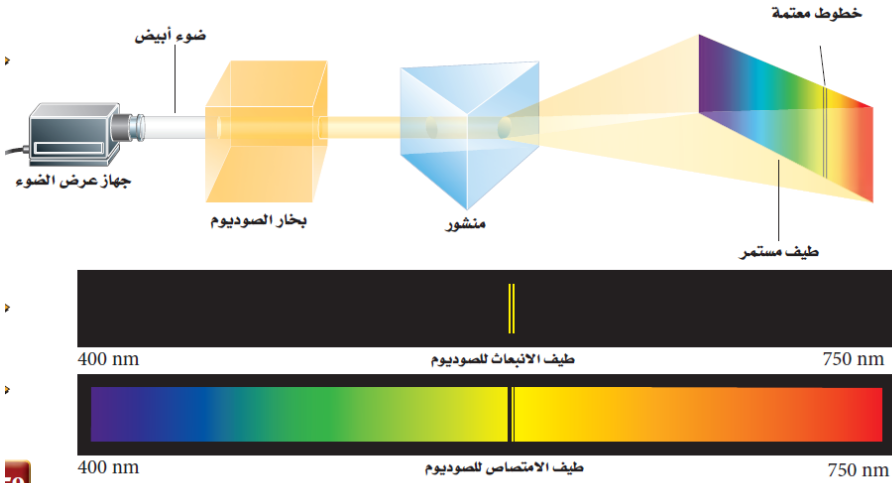 خطوط معتمة
ضوء أبيض
جهاز عرض الضوء
بخار الصوديوم
منشور
طيف مستمر
400 nm
طيف الانبعاث للصوديوم
750 nm
400 nm
طيف الامتصاص للصوديوم
750 nm